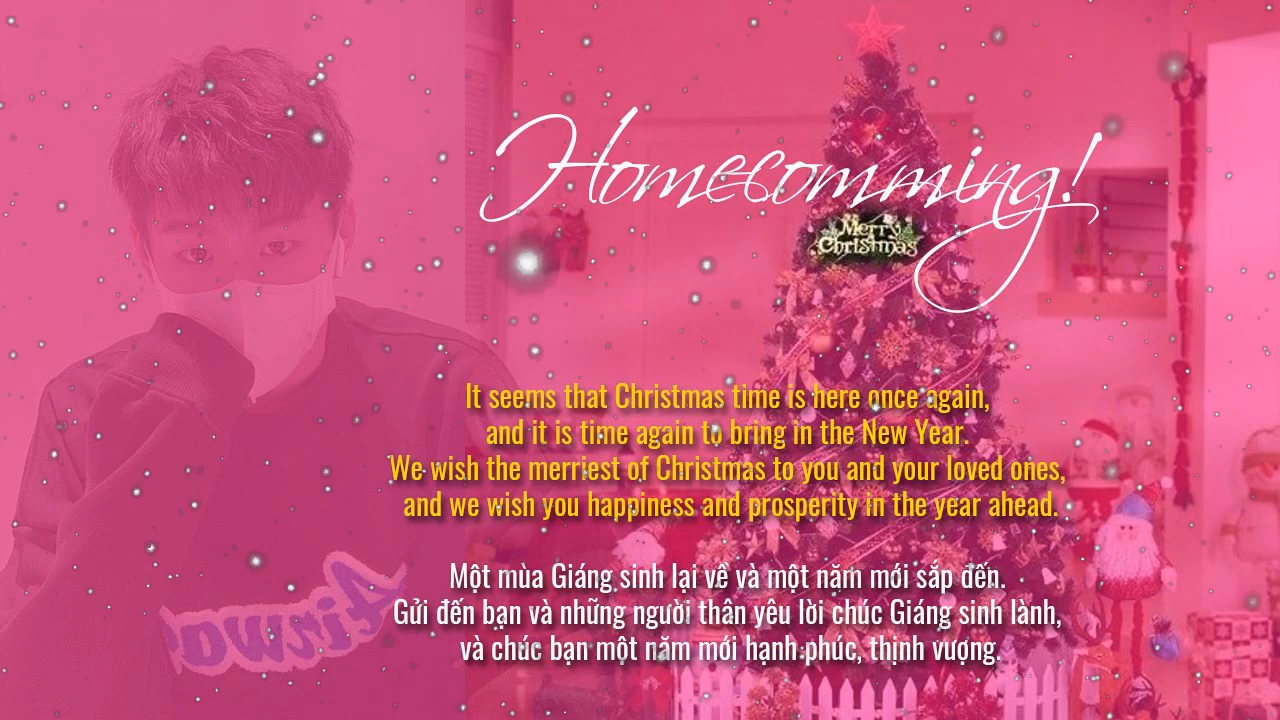 Homecomming!
Merry
Christmas
It seems that Christmas time is here once again,
and it is time again to bring in the New Year.
We wish the merriest of Christmas to you and your loved ones,
and we wish you happiness and prosperity in the year ahead.
Một mùa Giáng sinh lại về và một năm mới sắp đến.
Gửi đến bạn và những người thân yêu lời chúc Giáng sinh lành,
và chúc bạn một năm mới hạnh phúc, thịnh vượng.